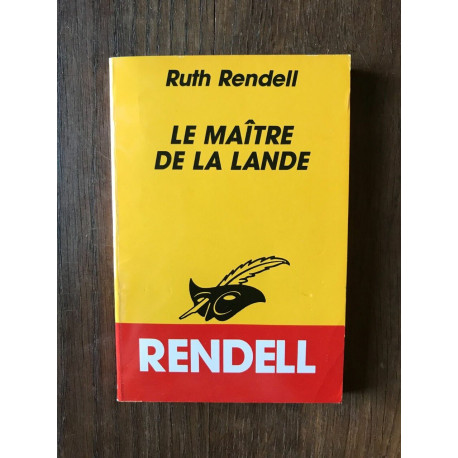 Ruth Rendell
LE MAÎTRE
DE LA LANDE
RENDELL